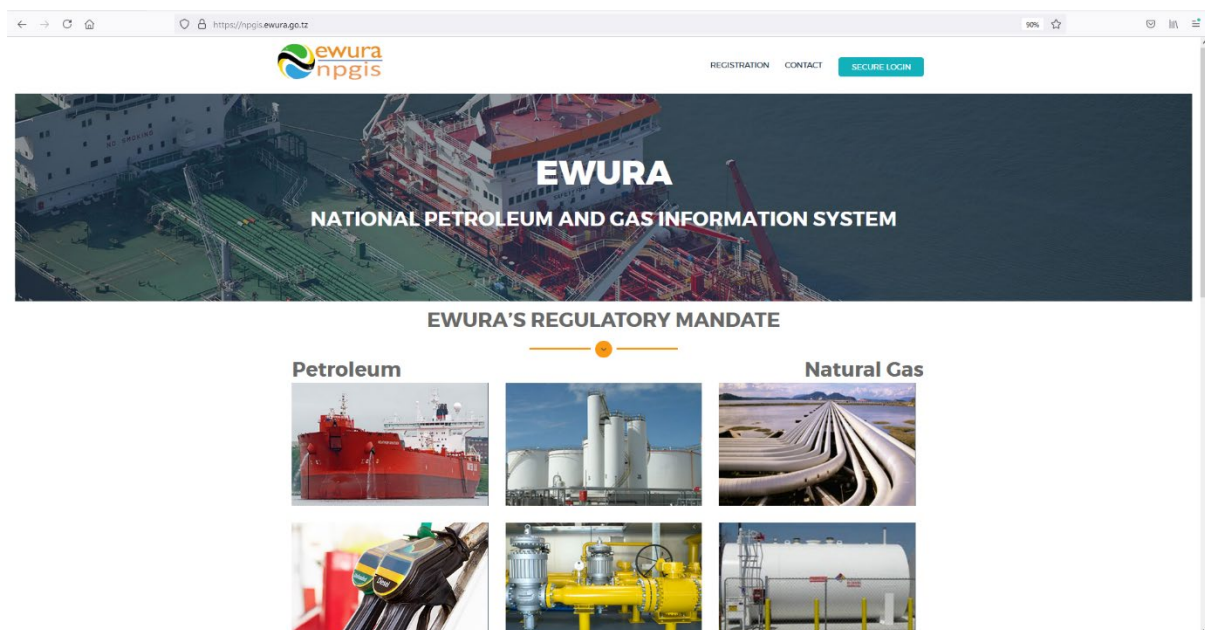 https://npgis.ewura.go.tz
90%
ewura
npgis
REGISTRATION
CONTACT
SECURE LOGIN
EWURA
NATIONAL PETROLEUM AND GAS INFORMATION SYSTEM
EWURA'S REGULATORY MANDATE
Petroleum
Natural Gas
Diesel